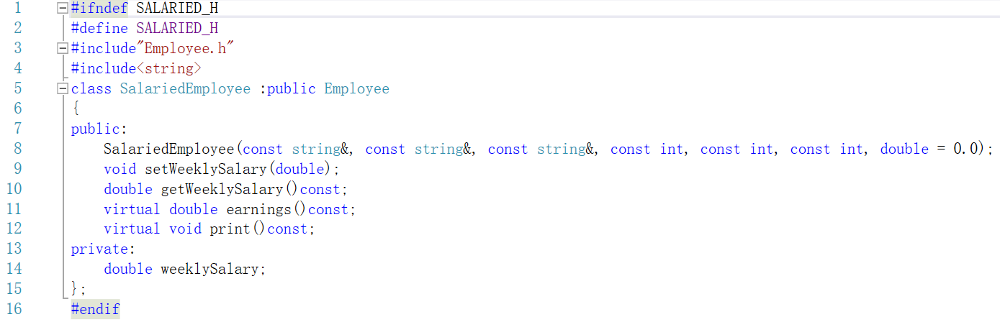 1 #ifndef SALARIED_H
2 #define SALARIED_H
3 #include"Employee.h"
4 #include<string>
5 class SalariedEmployee :public Employee
6 {
7 public:
8 SalariedEmployee(const string&, const string&, const string&, const int, const int, const int, double = 0.0);
9 void setWeeklySalary(double);
10 double getWeeklySalary()const;
11 virtual double earnings()const;
12 virtual void print()const;
13 private:
14 double weeklySalary;
15 };
16 #endif